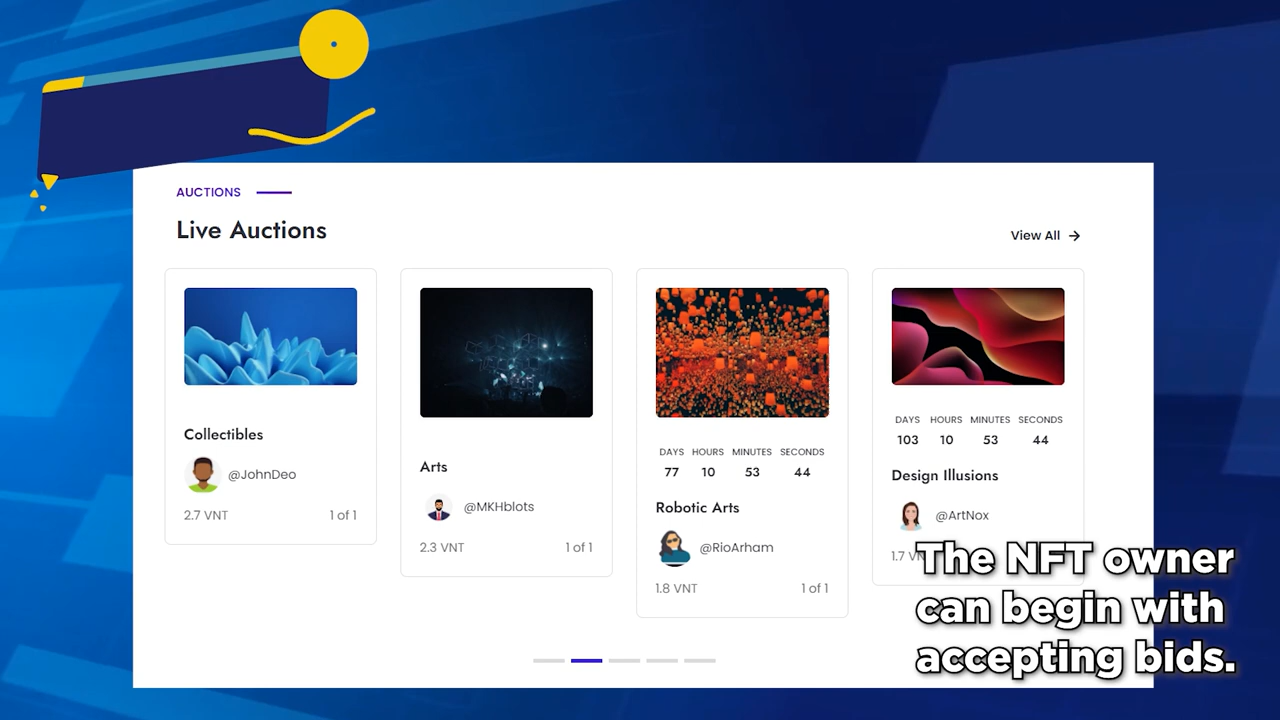 AUCTIONS
Live Auctions
View All
Collectibles
@JohnDeo
2.7 VNT 1 of 1
Arts
@MKHblots
2.3 VNT 1 of 1
DAYS HOURS MINUTES SECONDS
77 10 53 44
Robotic Arts
@RioArham
1.8 VNT 1 of 1
DAYS HOURS MINUTES SECONDS
103 10 53 44
Design Illusions
@ArtNox
1.7
The NFT owner
can begin with
accepting bids.